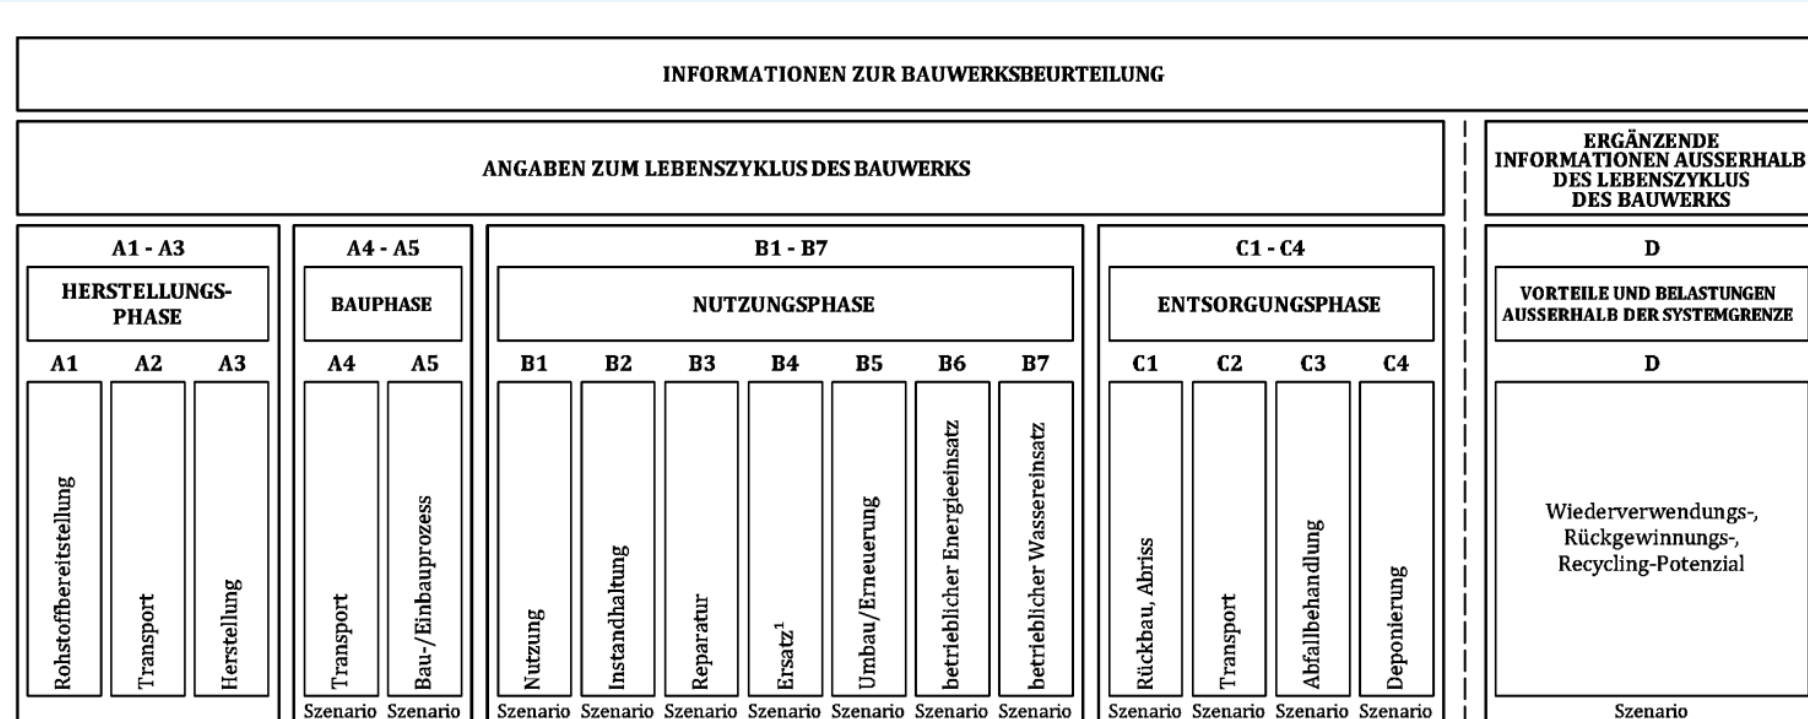 INFORMATIONEN ZUR BAUWERKSBEURTEILUNG
ANGABEN ZUM LEBENSZYKLUS DES BAUWERKS
ERGÄNZENDE
INFORMATIONEN AUSSERHALB
DES LEBENSZYKLUS
DES BAUWERKS
A1 - A3
HERSTELLUNGS-
PHASE
A4 - A5
BAUPHASE
B1 - B7
NUTZUNGSPHASE
C1 - C4
ENTSORGUNGSPHASE
D
VORTEILE UND BELASTUNGEN
AUSSERHALB DER SYSTEMGRENZE
A1
A2
A3
A4
A5
B1
B2
B3
B4
B5
B6
B7
C1
C2
C3
C4
D
Rohstoffbereitstellung
Transport
Herstellung
Transport
Bau-/Einbauprozess
Nutzung
Instandhaltung
Reparatur
Ersatz¹
Umbau/Erneuerung
betrieblicher Energieeinsatz
betrieblicher Wassereinsatz
Rückbau, Abriss
Transport
Abfallbehandlung
Deponierung
Wiederverwendungs-,
Rückgewinnungs-,
Recycling-Potenzial
Szenario
Szenario
Szenario
Szenario
Szenario
Szenario
Szenario
Szenario
Szenario
Szenario
Szenario
Szenario
Szenario
Szenario